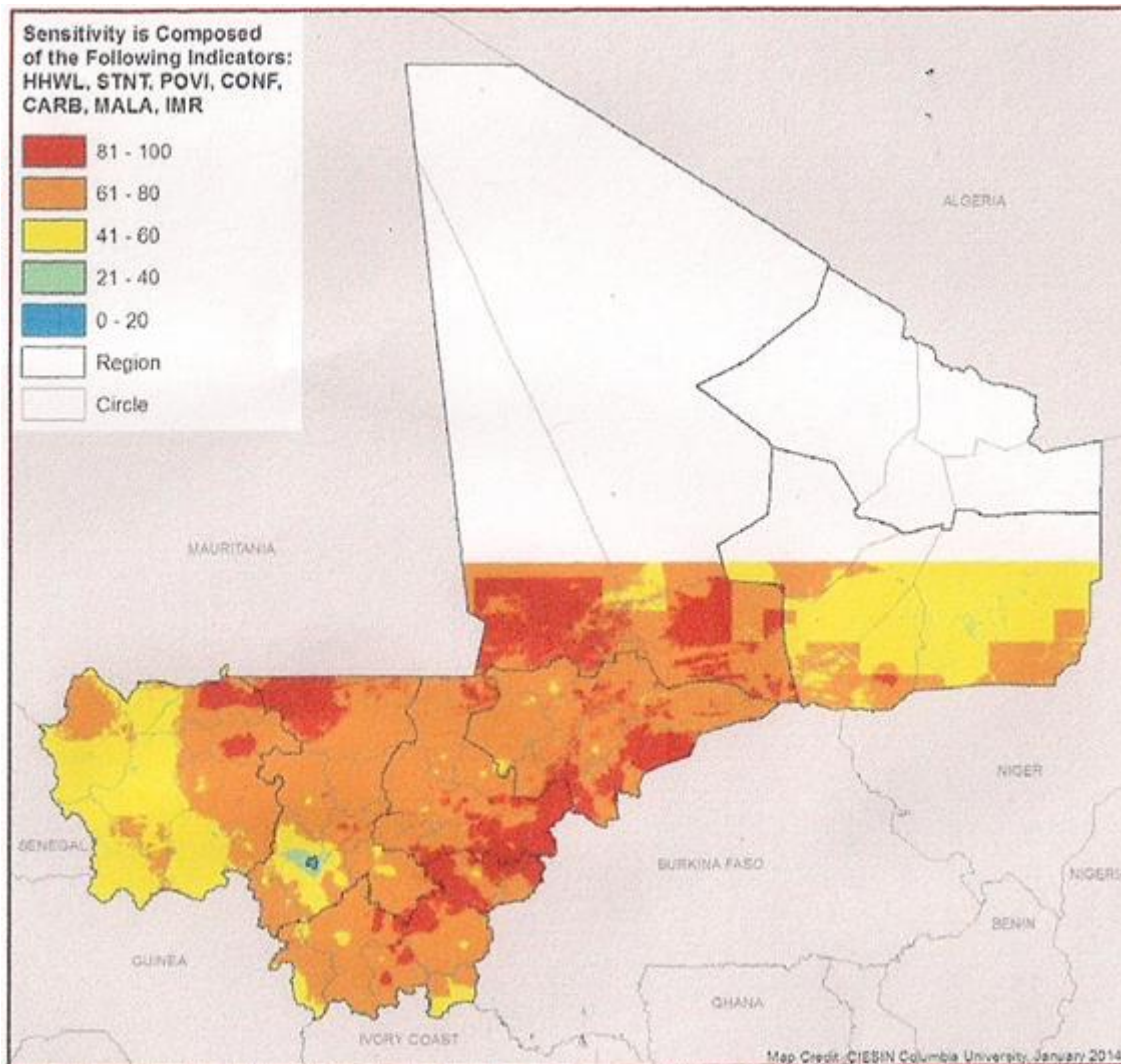 Sensitivity is Composed
of the Following Indicators:
HHWL, STNT, POVI, CONF,
CARB, MALA, IMR
81 - 100
61 - 80
41 - 60
21 - 40
0 - 20
Region
Circle
ALGERIA
MAURITANIA
NIGER
SENEGAL
BURKINA FASO
NIGERI
BENIN
GUINEA
GHANA
IVORY COAST
Map Credit: CIESIN Columbia University, January 2014